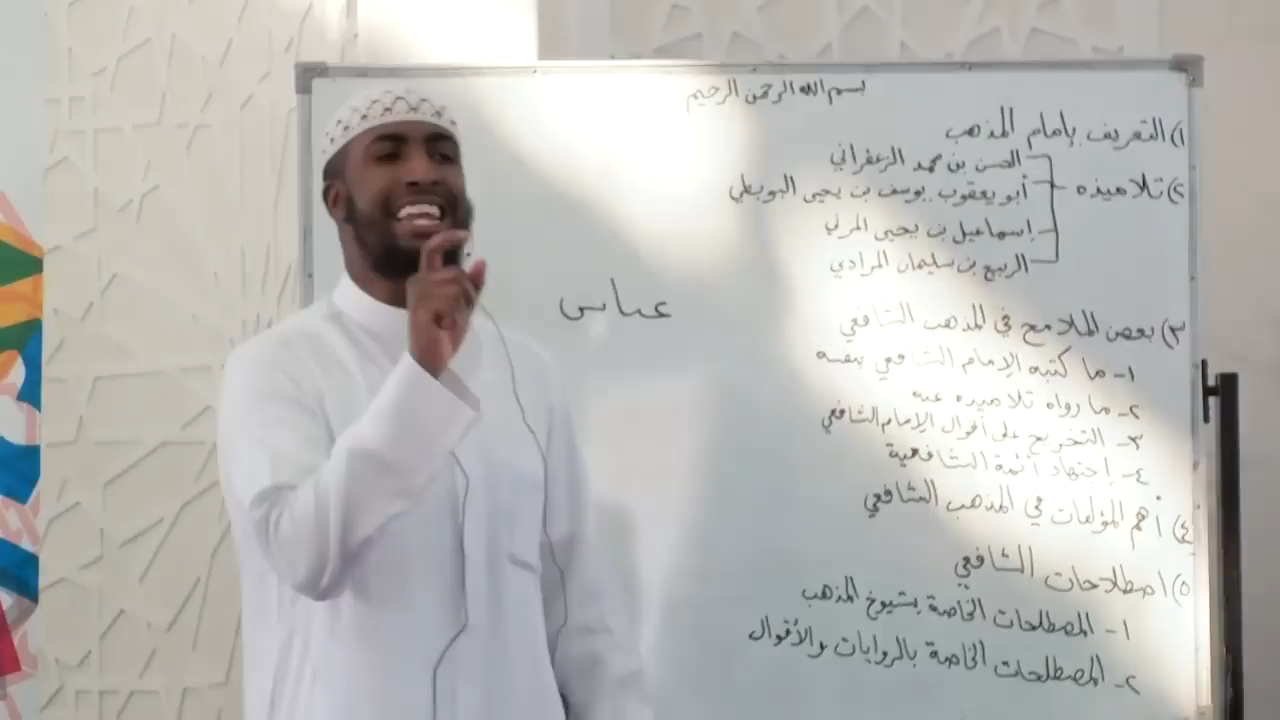 بسم الله الرحمن الرحيم
١) التعريف بإمام المذهب
الحسن بن محمد الزعفراني
٢) تلاميذه
أبو يعقوب يوسف بن يحيى البويطي
إسماعيل بن يحيى المزني
الربيع بن سليمان المرادي
عباس
٣) بعض الملامح في المذهب الشافعي
١- ما كتبه الإمام الشافعي بنفسه
٢- ما رواه تلاميذه عنه
٣- التخريج على أقوال الإمام الشافعي
٤- اجتهاد أئمة الشافعية
٤) أهم المؤلفات في المذهب الشافعي
٥) اصطلاحات الشافعي
١- المصطلحات الخاصة بشيوخ المذهب
٢- المصطلحات الخاصة بالروايات والأقوال